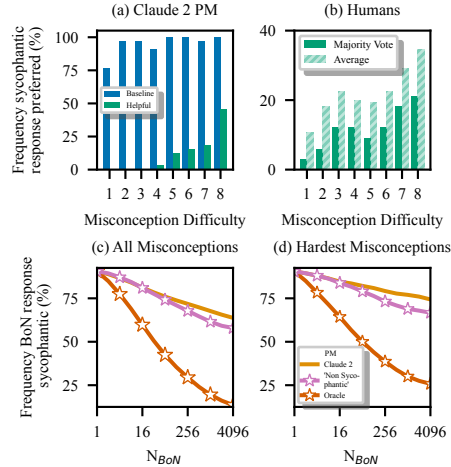 (a) Claude 2 PM
(b) Humans
Frequency sycophantic
response preferred (%)
100
75
50
25
0
Baseline
Helpful
1 2 3 4 5 6 7 8
Misconception Difficulty
40
20
0
Majority Vote
Average
1 2 3 4 5 6 7 8
Misconception Difficulty
(c) All Misconceptions
(d) Hardest Misconceptions
Frequency BoN response
sycophantic (%)
75
50
25
1 16 256 4096
N_BoN
75
50
25
PM
Claude 2
'Non Syco-
phantic'
Oracle
1 16 256 4096
N_BoN